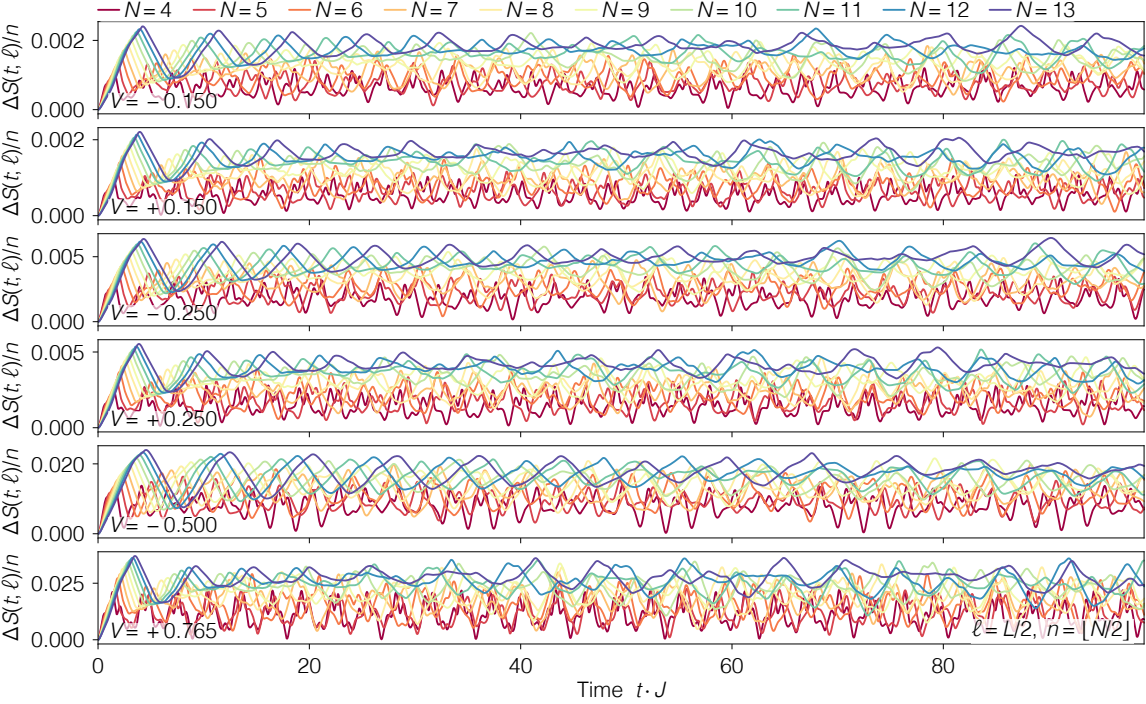 N = 4 N = 5 N = 6 N = 7 N = 8 N = 9 N = 10 N = 11 N = 12 N = 13
ΔS(t, ℓ)/n
0.002
0.000
V = −0.150
ΔS(t, ℓ)/n
0.002
0.000
V = +0.150
ΔS(t, ℓ)/n
0.005
0.000
V = −0.250
ΔS(t, ℓ)/n
0.005
0.000
V = +0.250
ΔS(t, ℓ)/n
0.020
0.000
V = −0.500
ΔS(t, ℓ)/n
0.025
0.000
V = +0.765
ℓ = L/2, n = ⌊N/2⌋
0 20 40 60 80
Time t · J